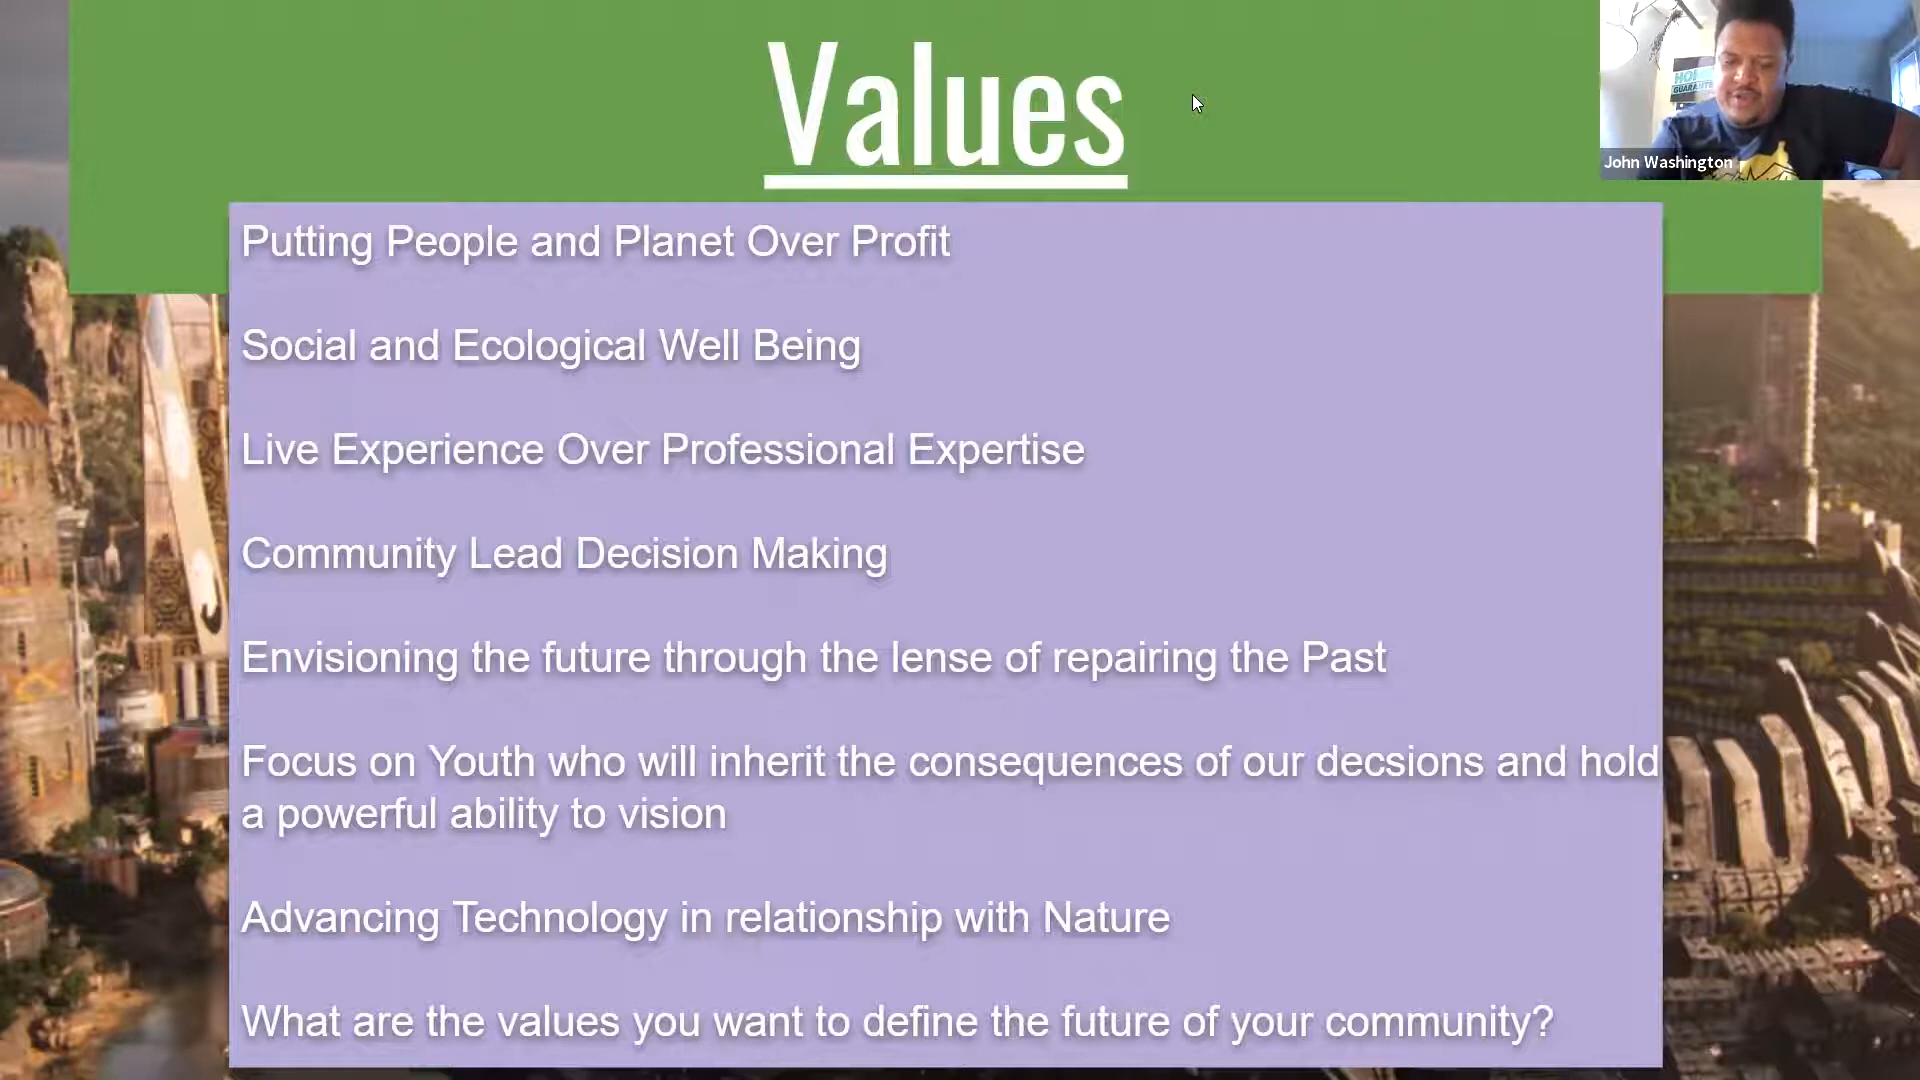 Values
HOM
GUARANTE
John Washington
Putting People and Planet Over Profit
Social and Ecological Well Being
Live Experience Over Professional Expertise
Community Lead Decision Making
Envisioning the future through the lense of repairing the Past
Focus on Youth who will inherit the consequences of our decsions and hold
a powerful ability to vision
Advancing Technology in relationship with Nature
What are the values you want to define the future of your community?